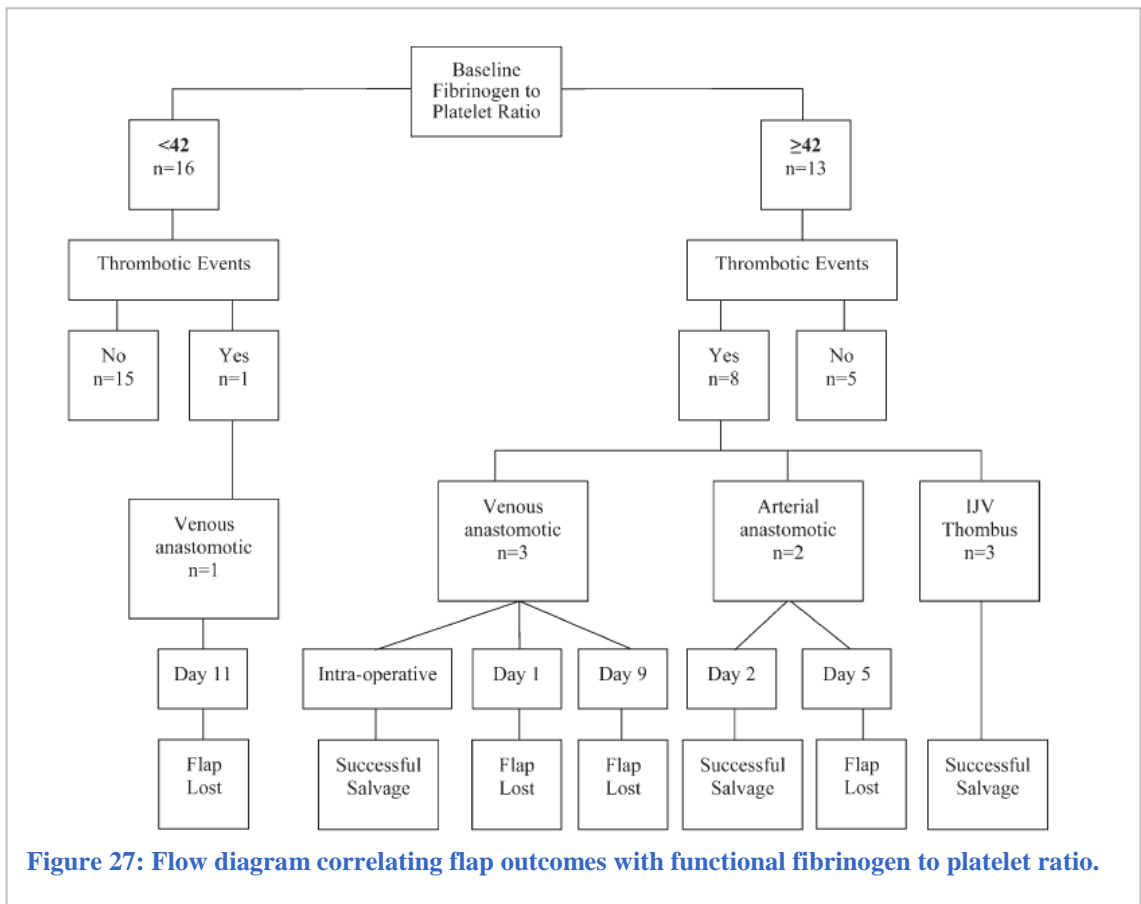 Baseline
Fibrinogen to
Platelet Ratio
<42
n=16
≥42
n=13
Thrombotic Events
Thrombotic Events
No
n=15
Yes
n=1
Yes
n=8
No
n=5
Venous
anastomotic
n=1
Venous
anastomotic
n=3
Arterial
anastomotic
n=2
IJV
Thombus
n=3
Day 11
Intra-operative
Day 1
Day 9
Day 2
Day 5
Flap
Lost
Successful
Salvage
Flap
Lost
Flap
Lost
Successful
Salvage
Flap
Lost
Successful
Salvage
Figure 27: Flow diagram correlating flap outcomes with functional fibrinogen to platelet ratio.